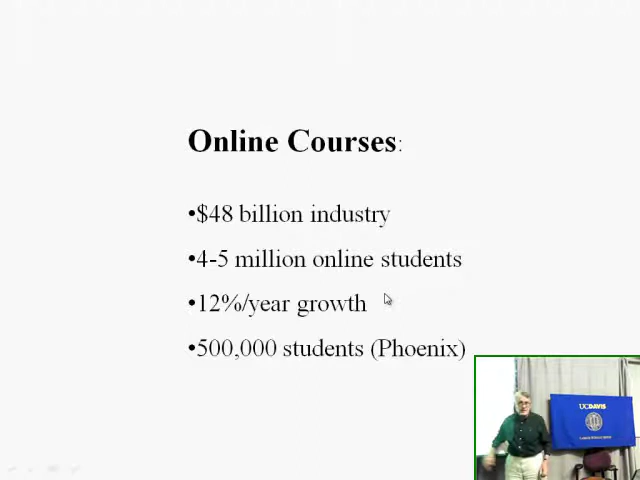 Online Courses:
•$48 billion industry
•4-5 million online students
•12%/year growth
•500,000 students (Phoenix)
UCDAVIS